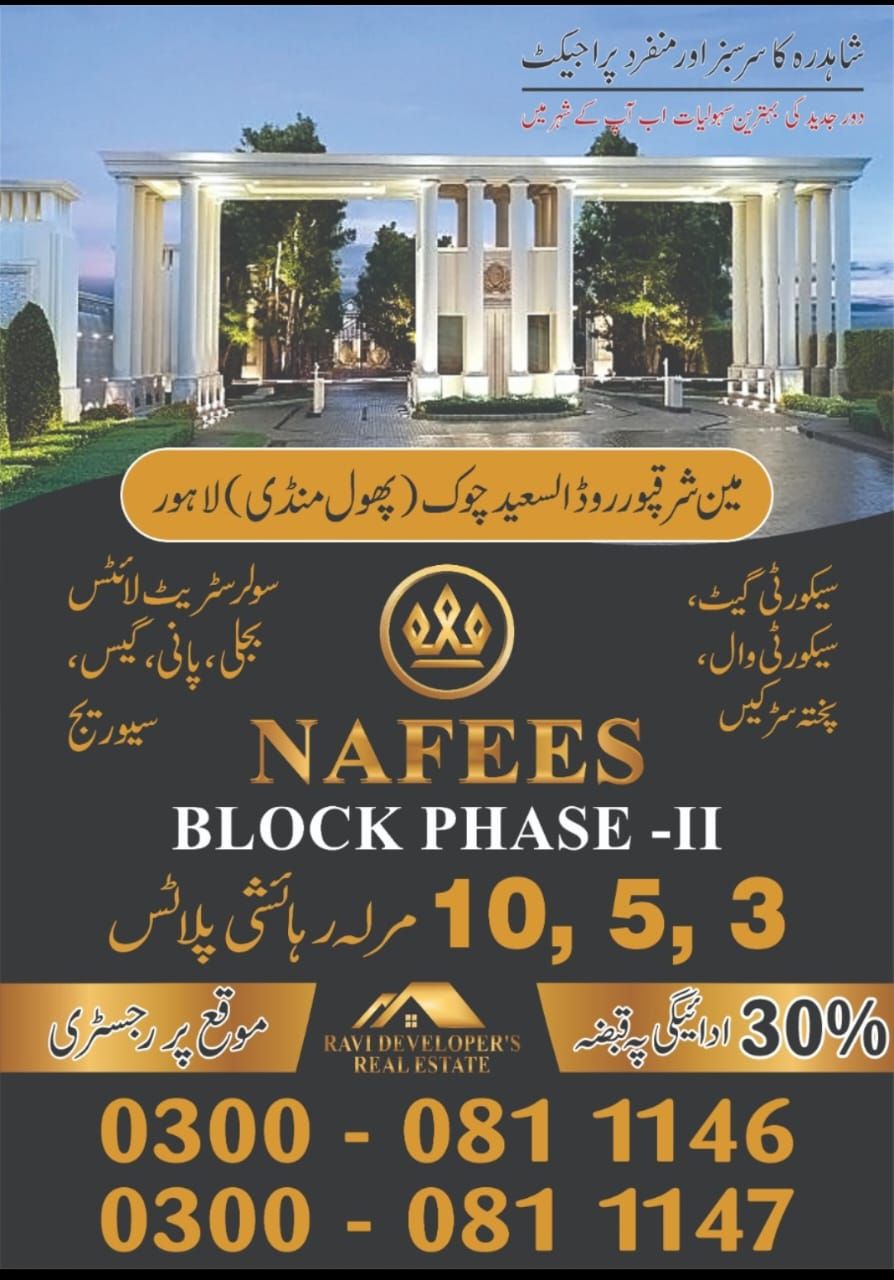 شاہدرہ کا سرسبز اور منفرد پراجیکٹ
دور جدید کی بہترین سہولیات اب آپ کے شہر میں
مین شرقپور روڈ السعید چوک (پھول منڈی) لاہور
سیکورٹی گیٹ،
سیکورٹی وال،
پختہ سڑکیں
سولر سٹریٹ لائٹس
بجلی، پانی، گیس،
سیوریج
NAFEES
BLOCK PHASE -II
3 ,5 ,10 مرلہ رہائشی پلاٹس
30% ادائیگی پہ قبضہ
RAVI DEVELOPER'S
REAL ESTATE
موقع پر رجسٹری
0300 - 081 1146
0300 - 081 1147